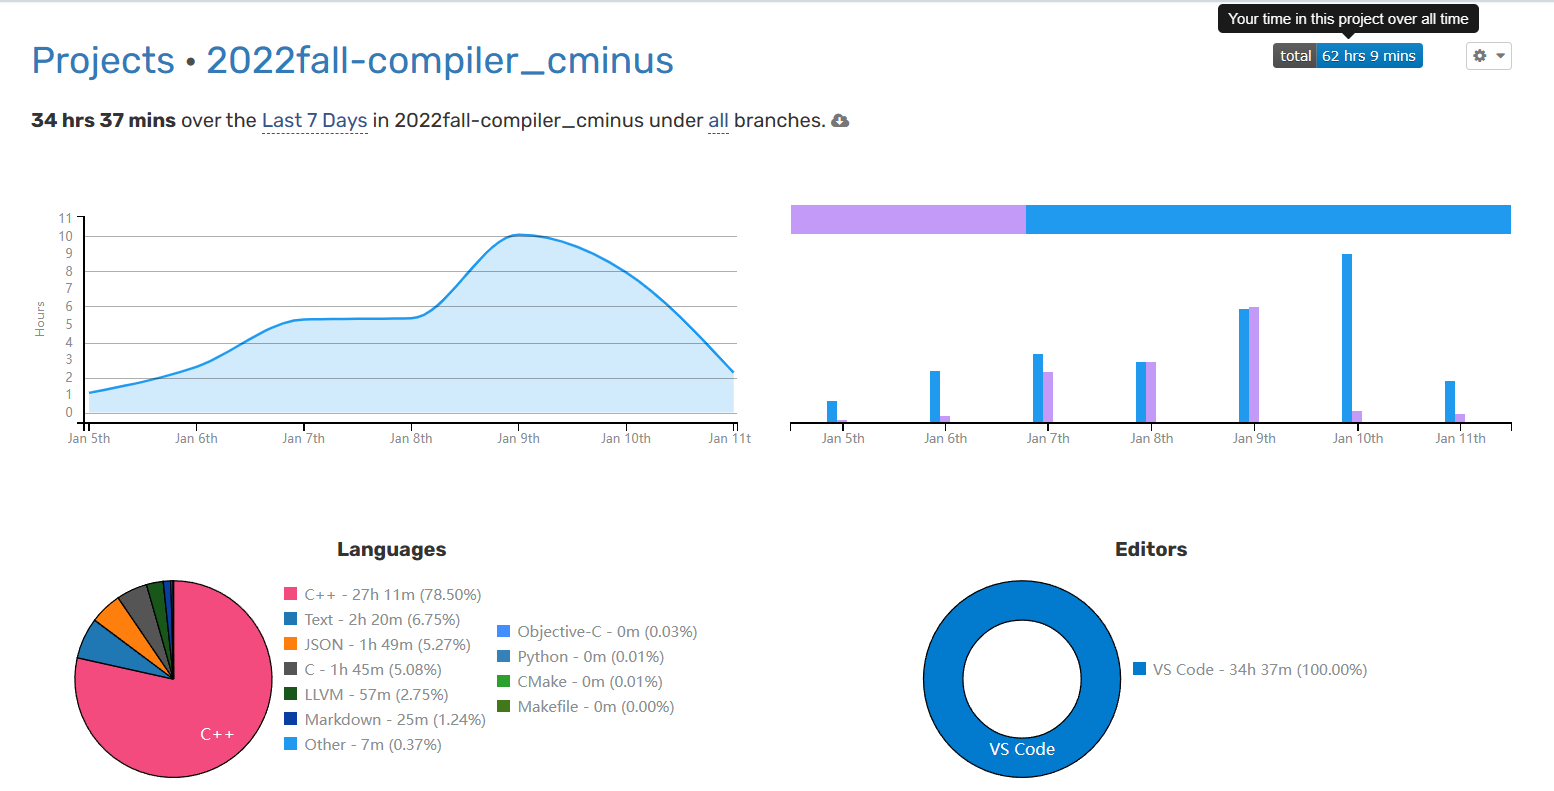 Your time in this project over all time
Projects • 2022fall-compiler_cminus
total 62 hrs 9 mins
34 hrs 37 mins over the Last 7 Days in 2022fall-compiler_cminus under all branches.
Hours
11
10
9
8
7
6
5
4
3
2
1
0
Jan 5th Jan 6th Jan 7th Jan 8th Jan 9th Jan 10th Jan 11t
Jan 5th Jan 6th Jan 7th Jan 8th Jan 9th Jan 10th Jan 11th
Languages
C++
C++ - 27h 11m (78.50%)
Text - 2h 20m (6.75%)
JSON - 1h 49m (5.27%)
C - 1h 45m (5.08%)
LLVM - 57m (2.75%)
Markdown - 25m (1.24%)
Other - 7m (0.37%)
Objective-C - 0m (0.03%)
Python - 0m (0.01%)
CMake - 0m (0.01%)
Makefile - 0m (0.00%)
Editors
VS Code
VS Code - 34h 37m (100.00%)